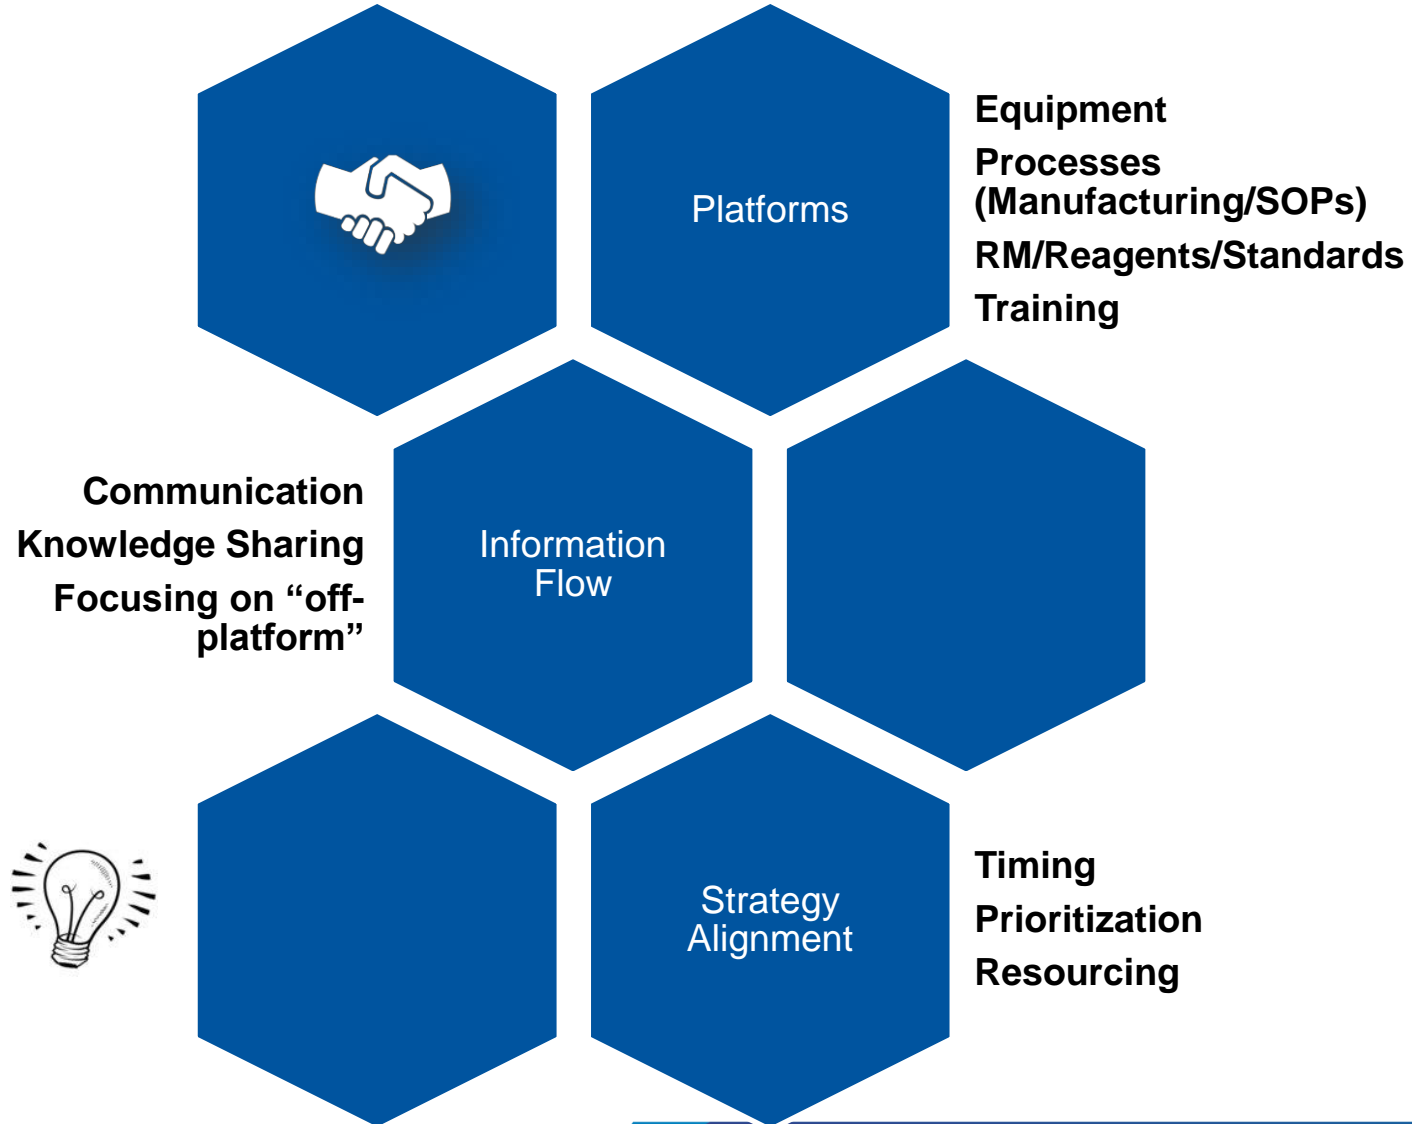 Platforms
Equipment
Processes
(Manufacturing/SOPs)
RM/Reagents/Standards
Training
Communication
Knowledge Sharing
Focusing on “off-
platform”
Information
Flow
Strategy
Alignment
Timing
Prioritization
Resourcing